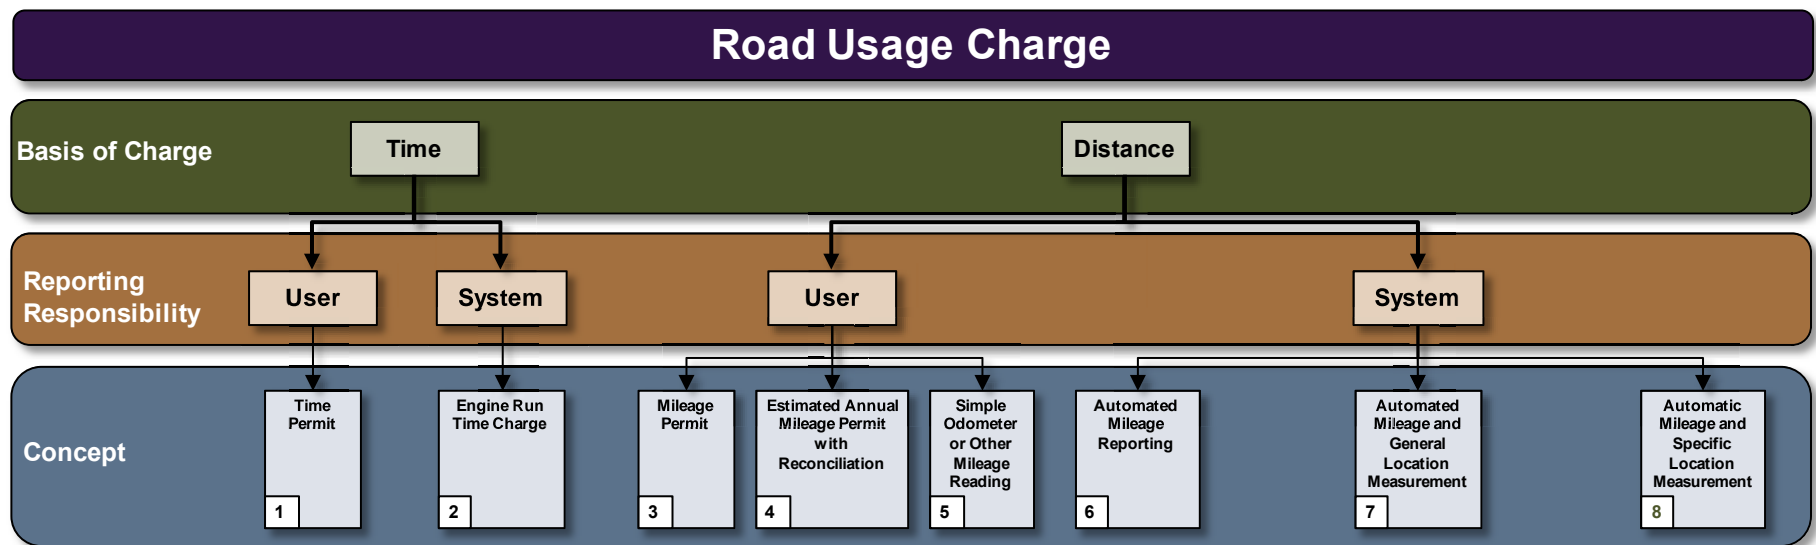 Road Usage Charge
Basis of Charge
Time
Distance
Reporting
Responsibility
User
System
User
System
Concept
Time
Permit
1
Engine Run
Time Charge
2
Mileage
Permit
3
Estimated Annual
Mileage Permit
with
Reconciliation
4
Simple
Odometer
or Other
Mileage
Reading
5
Automated
Mileage
Reporting
6
Automated
Mileage and
General
Location
Measurement
7
Automatic
Mileage and
Specific
Location
Measurement
8